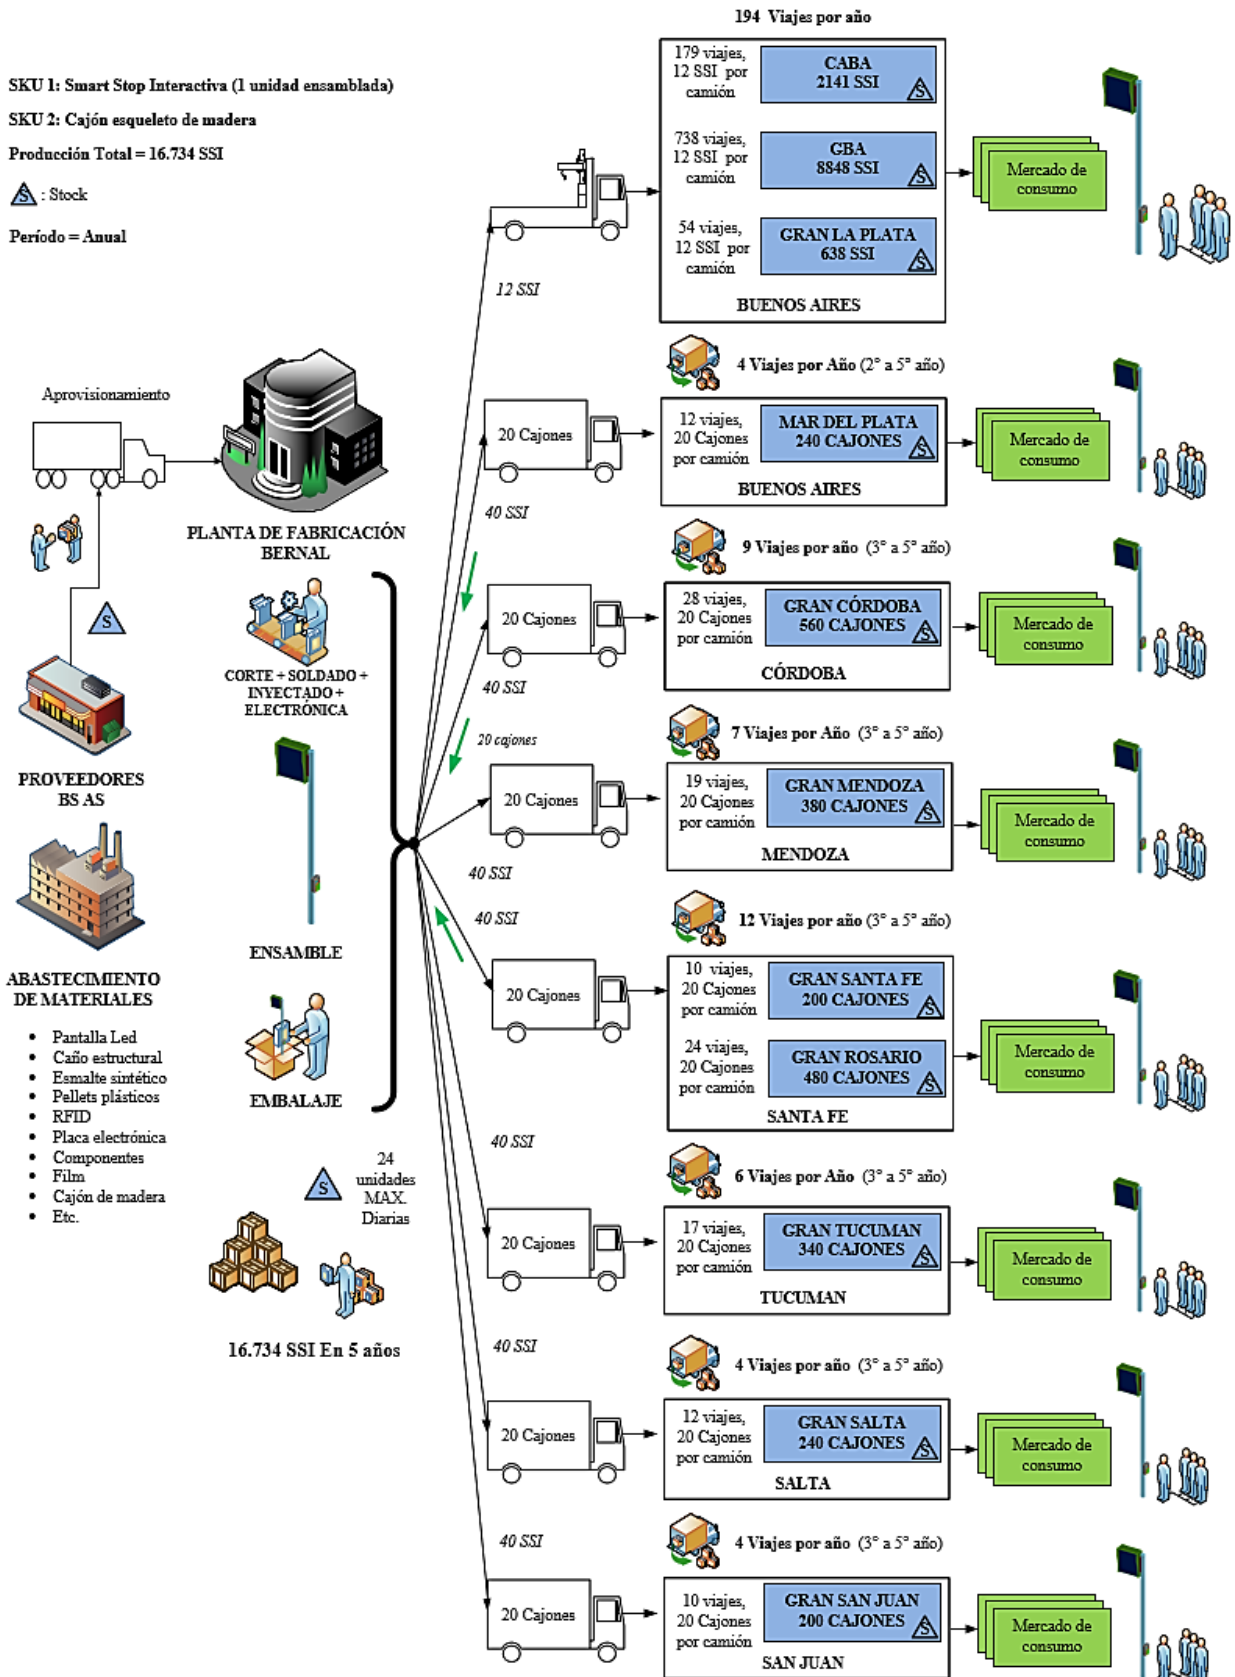 194 Viajes por año
SKU 1: Smart Stop Interactiva (1 unidad ensamblada)
SKU 2: Cajón esqueleto de madera
Producción Total = 16.734 SSI
S : Stock
Período = Anual
179 viajes,
12 SSI por
camión
CABA
2141 SSI
S
738 viajes,
12 SSI por
camión
GBA
8848 SSI
S
54 viajes,
12 SSI por
camión
GRAN LA PLATA
638 SSI
S
BUENOS AIRES
Mercado de
consumo
12 SSI
Aprovisionamiento
PLANTA DE FABRICACIÓN
BERNAL
S
CORTE + SOLDADO +
INYECTADO +
ELECTRÓNICA
PROVEEDORES
BS AS
ENSAMBLE
ABASTECIMIENTO
DE MATERIALES
• Pantalla Led
• Caño estructural
• Esmalte sintético
• Pellets plásticos
• RFID
• Placa electrónica
• Componentes
• Film
• Cajón de madera
• Etc.
EMBALAJE
S
24
unidades
MAX.
Diarias
16.734 SSI En 5 años
4 Viajes por Año (2° a 5° año)
20 Cajones
12 viajes,
20 Cajones
por camión
MAR DEL PLATA
240 CAJONES
S
BUENOS AIRES
Mercado de
consumo
40 SSI
9 Viajes por año (3° a 5° año)
20 Cajones
28 viajes,
20 Cajones
por camión
GRAN CÓRDOBA
560 CAJONES
S
CÓRDOBA
Mercado de
consumo
40 SSI
20 cajones
7 Viajes por Año (3° a 5° año)
20 Cajones
19 viajes,
20 Cajones
por camión
GRAN MENDOZA
380 CAJONES
S
MENDOZA
Mercado de
consumo
40 SSI
40 SSI
12 Viajes por año (3° a 5° año)
20 Cajones
10 viajes,
20 Cajones
por camión
GRAN SANTA FE
200 CAJONES
S
24 viajes,
20 Cajones
por camión
GRAN ROSARIO
480 CAJONES
S
SANTA FE
Mercado de
consumo
40 SSI
6 Viajes por Año (3° a 5° año)
20 Cajones
17 viajes,
20 Cajones
por camión
GRAN TUCUMAN
340 CAJONES
S
TUCUMAN
Mercado de
consumo
40 SSI
4 Viajes por año (3° a 5° año)
20 Cajones
12 viajes,
20 Cajones
por camión
GRAN SALTA
240 CAJONES
S
SALTA
Mercado de
consumo
40 SSI
4 Viajes por año (3° a 5° año)
20 Cajones
10 viajes,
20 Cajones
por camión
GRAN SAN JUAN
200 CAJONES
S
SAN JUAN
Mercado de
consumo